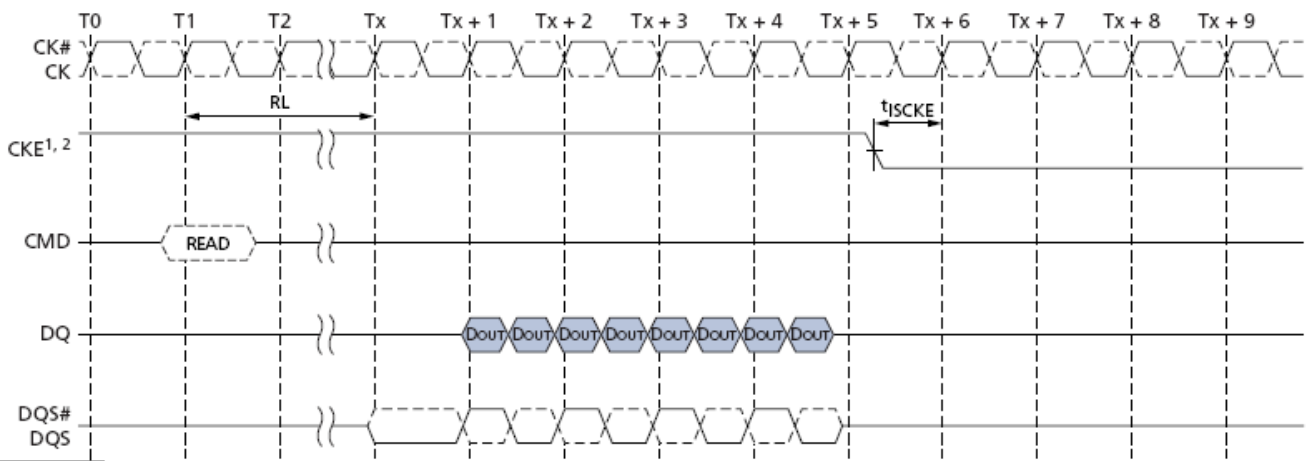 T0 T1 T2 Tx Tx + 1 Tx + 2 Tx + 3 Tx + 4 Tx + 5 Tx + 6 Tx + 7 Tx + 8 Tx + 9
CK#
CK
RL
tISCKE
CKE1, 2
CMD READ
DQ DOUT DOUT DOUT DOUT DOUT DOUT DOUT DOUT
DQS#
DQS